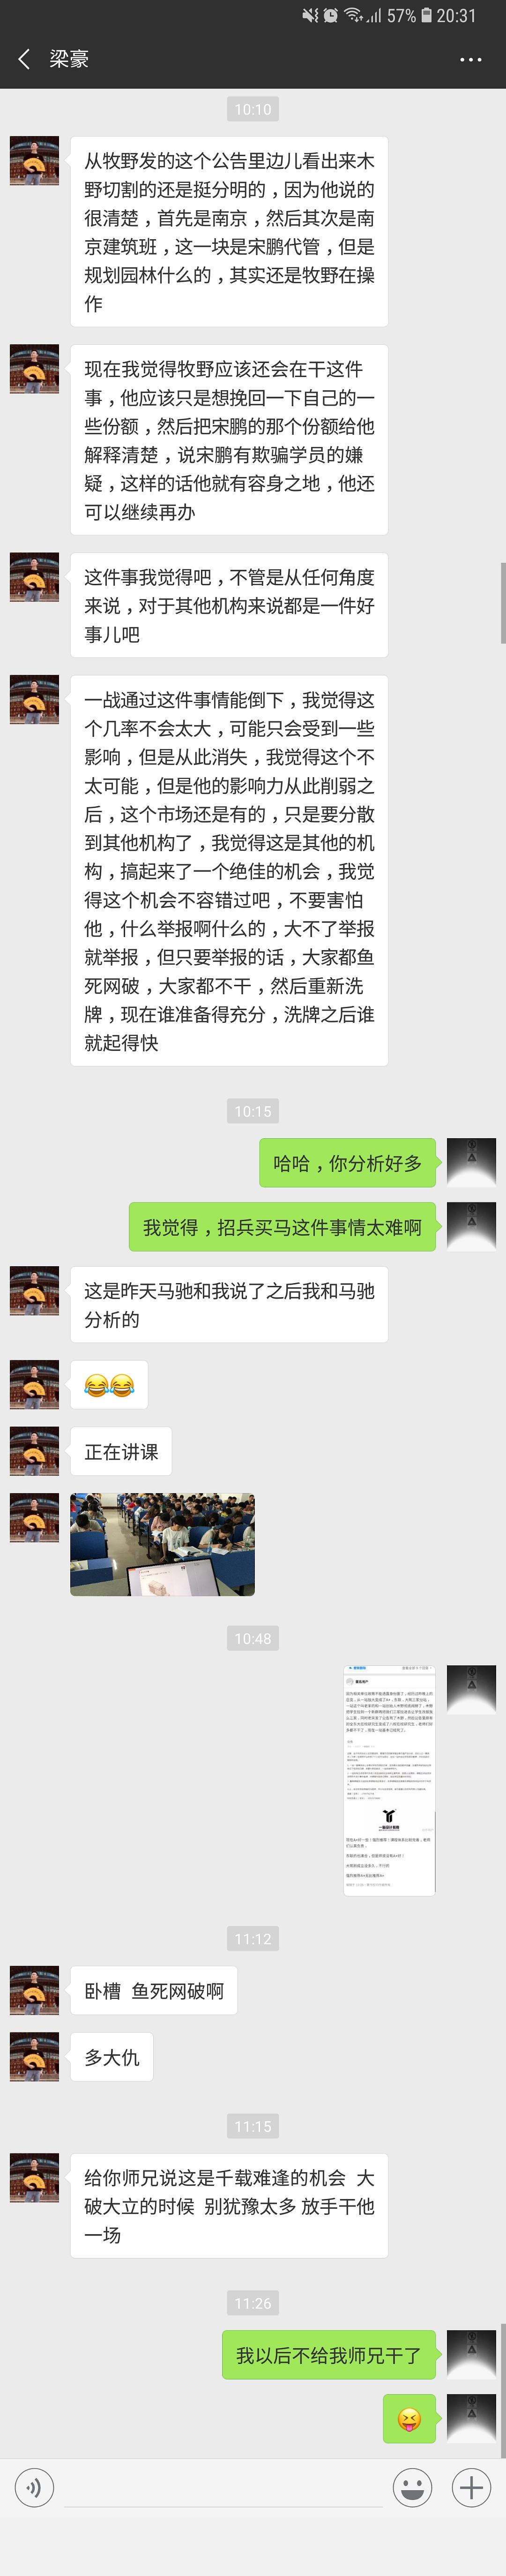 57% 20:31
梁豪
10:10
从牧野发的这个公告里边儿看出来木
野切割的还是挺分明的，因为他说的
很清楚，首先是南京，然后其次是南
京建筑班，这一块是宋鹏代管，但是
规划园林什么的，其实还是牧野在操
作
现在我觉得牧野应该还会在干这件
事，他应该只是想挽回一下自己的一
些份额，然后把宋鹏的那个份额给他
解释清楚，说宋鹏有欺骗学员的嫌
疑，这样的话他就有容身之地，他还
可以继续再办
这件事我觉得吧，不管是从任何角度
来说，对于其他机构来说都是一件好
事儿吧
一战通过这件事情能倒下，我觉得这
个几率不会太大，可能只会受到一些
影响，但是从此消失，我觉得这个不
太可能，但是他的影响力从此削弱之
后，这个市场还是有的，只是要分散
到其他机构了，我觉得这是其他的机
构，搞起来了一个绝佳的机会，我觉
得这个机会不容错过吧，不要害怕
他，什么举报啊什么的，大不了举报
就举报，但只要举报的话，大家都鱼
死网破，大家都不干，然后重新洗
牌，现在谁准备得充分，洗牌之后谁
就起得快
10:15
哈哈，你分析好多
我觉得，招兵买马这件事情太难啊
这是昨天马驰和我说了之后我和马驰
分析的
正在讲课
10:48
11:12
卧槽 鱼死网破啊
多大仇
11:15
给你师兄说这是千载难逢的机会 大
破大立的时候 别犹豫太多 放手干他
一场
11:26
我以后不给我师兄干了